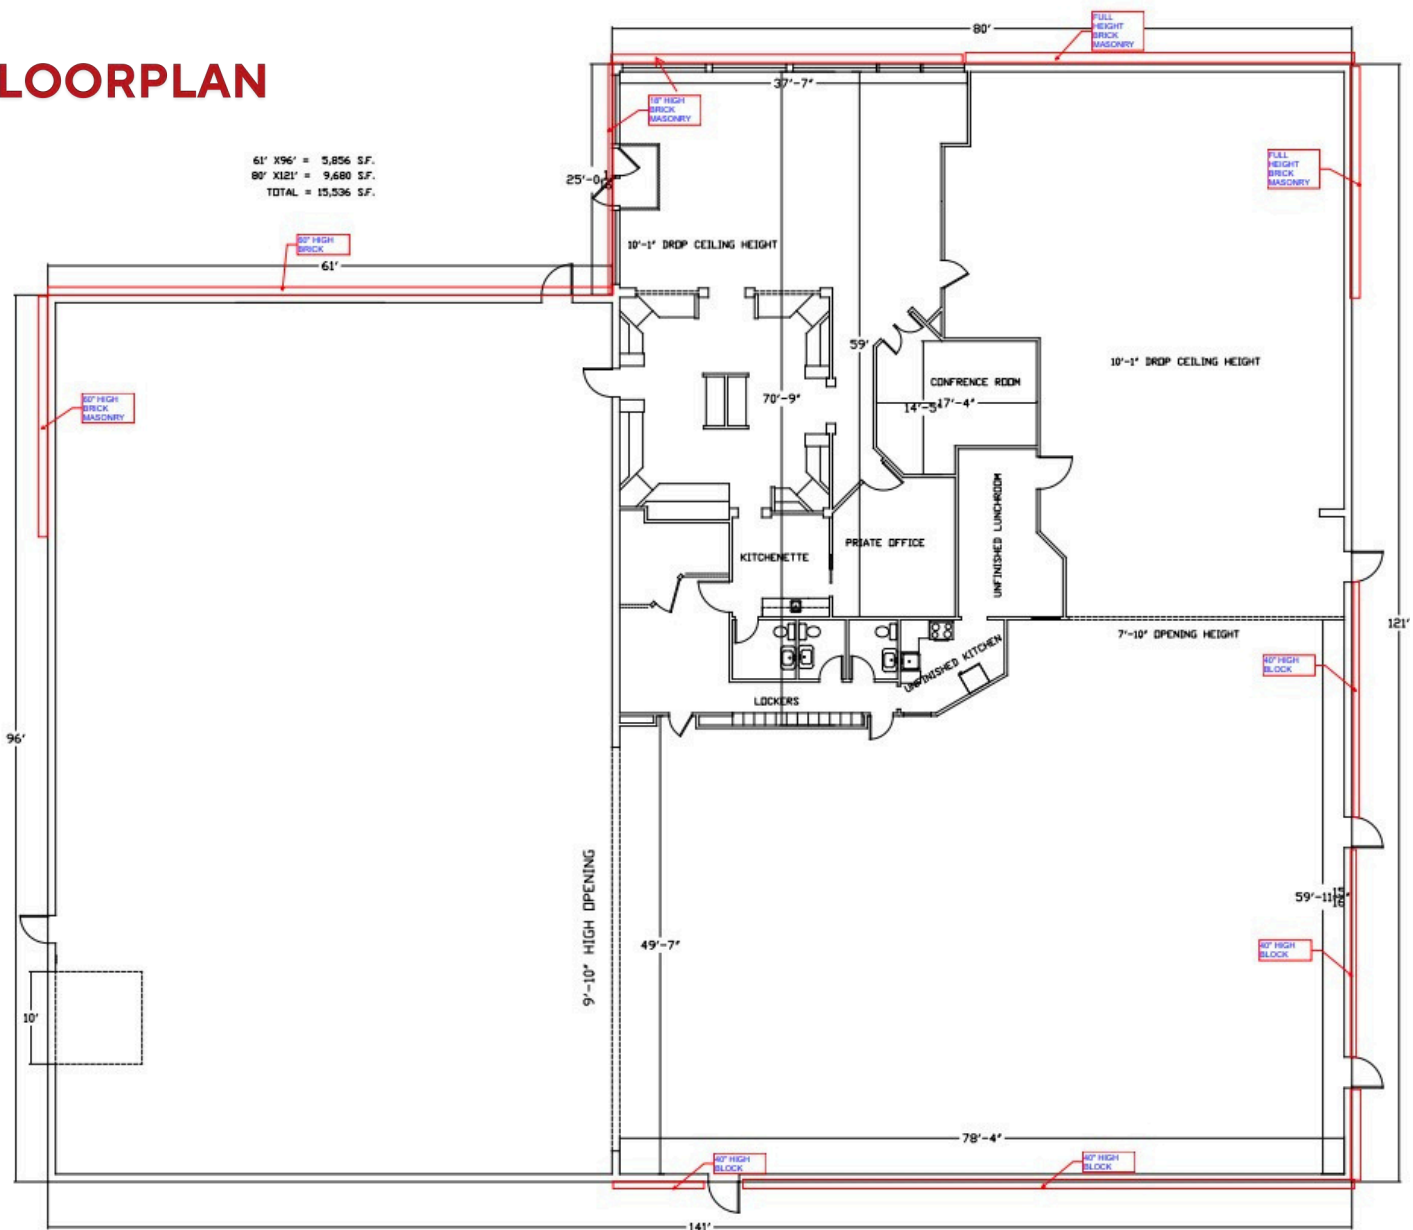 LOORPLAN
80'
FULL
HEIGHT
BRICK
MASONRY
37'-7"
18" HIGH
BRICK
MASONRY
61' X96' = 5,856 S.F.
80' X121' = 9,680 S.F.
TOTAL = 15,536 S.F.
FULL
HEIGHT
BRICK
MASONRY
25'-0
60" HIGH
BRICK
61'
10'-1" DROP CEILING HEIGHT
59'
10'-1" DROP CEILING HEIGHT
CONFRENCE ROOM
70'-9"
14'-5"
17'-4"
60" HIGH
BRICK
MASONRY
UNFINISHED LUNCHROOM
KITCHENETTE
PRIATE OFFICE
121'
7'-10" OPENING HEIGHT
UNFINISHED KITCHEN
40" HIGH
BLOCK
LOCKERS
96'
9'-10" HIGH OPENING
59'-11
49'-7"
40" HIGH
BLOCK
10'
78'-4"
40" HIGH
BLOCK
40" HIGH
BLOCK
141'